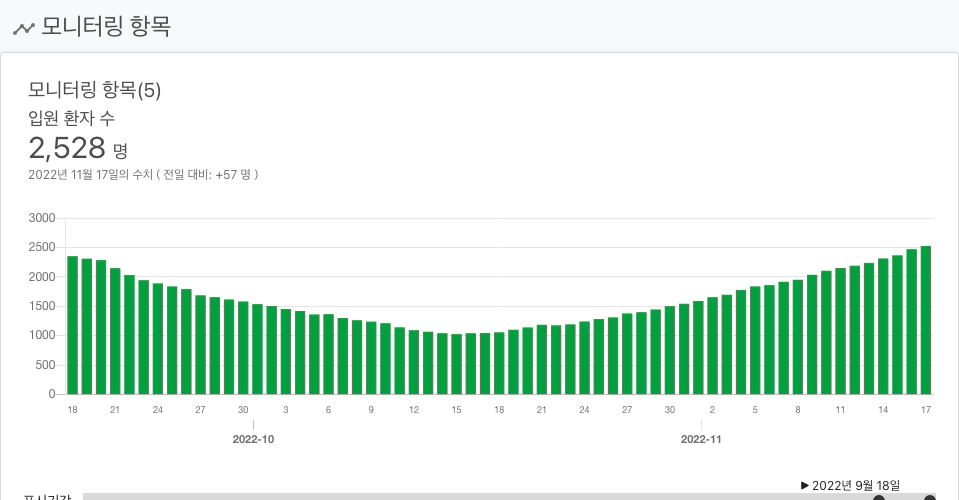 모니터링 항목
모니터링 항목(5)
입원 환자 수
2,528 명
2022년 11월 17일의 수치 ( 전일 대비: +57 명 )
3000
2500
2000
1500
1000
500
0
18 21 24 27 30 3 6 9 12 15 18 21 24 27 30 2 5 8 11 14 17
2022-10 2022-11
▶ 2022년 9월 18일
표시기간